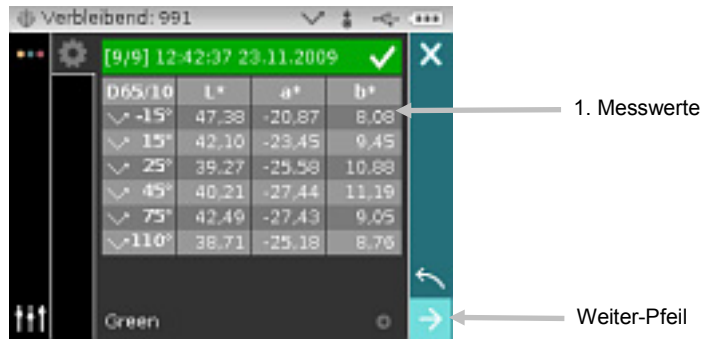 Verbleibend: 991
[9/9] 12:42:37 23.11.2009
D65/10 L* a* b*
-15° 47,38 -20,87 8,08
15° 42,10 -23,45 9,45
25° 39,27 -25,58 10,88
45° 40,21 -27,44 11,19
75° 42,49 -27,43 9,05
110° 38,71 -25,18 8,76
Green
1. Messwerte
Weiter-Pfeil